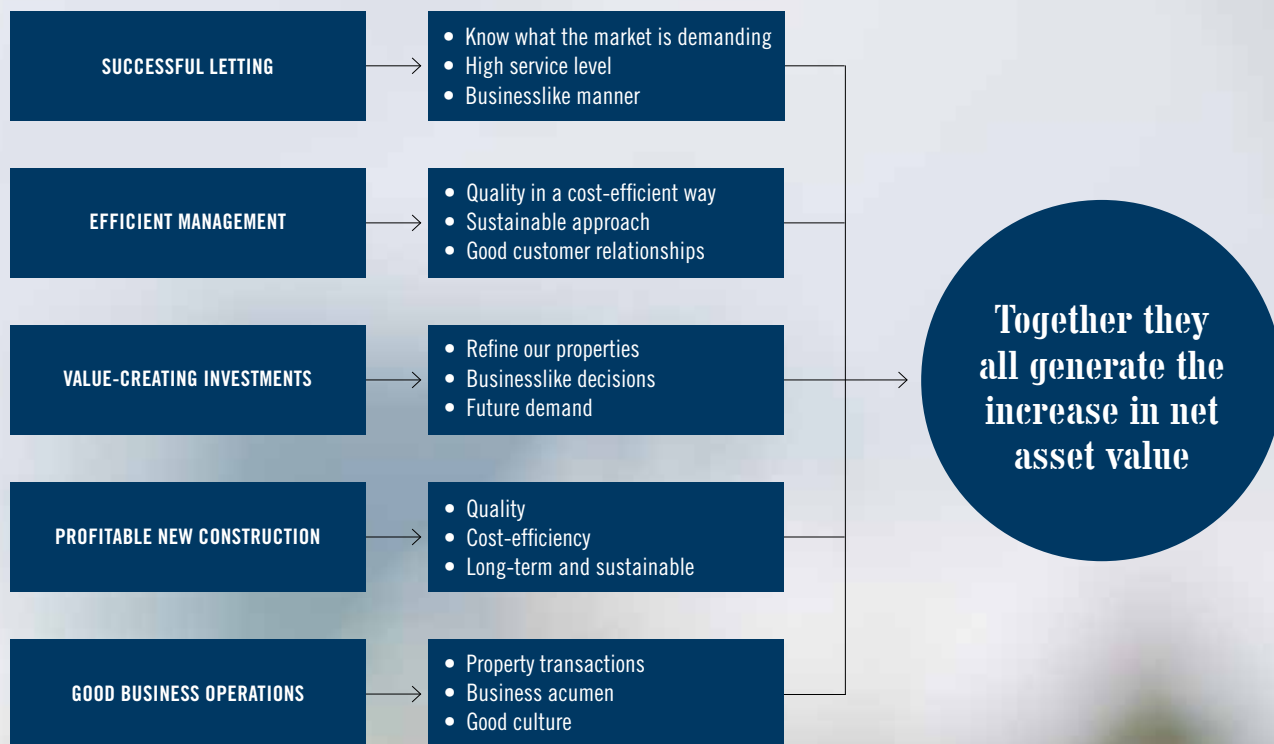 SUCCESSFUL LETTING
• Know what the market is demanding
• High service level
• Businesslike manner
EFFICIENT MANAGEMENT
• Quality in a cost-efficient way
• Sustainable approach
• Good customer relationships
VALUE-CREATING INVESTMENTS
• Refine our properties
• Businesslike decisions
• Future demand
PROFITABLE NEW CONSTRUCTION
• Quality
• Cost-efficiency
• Long-term and sustainable
GOOD BUSINESS OPERATIONS
• Property transactions
• Business acumen
• Good culture
Together they
all generate the
increase in net
asset value